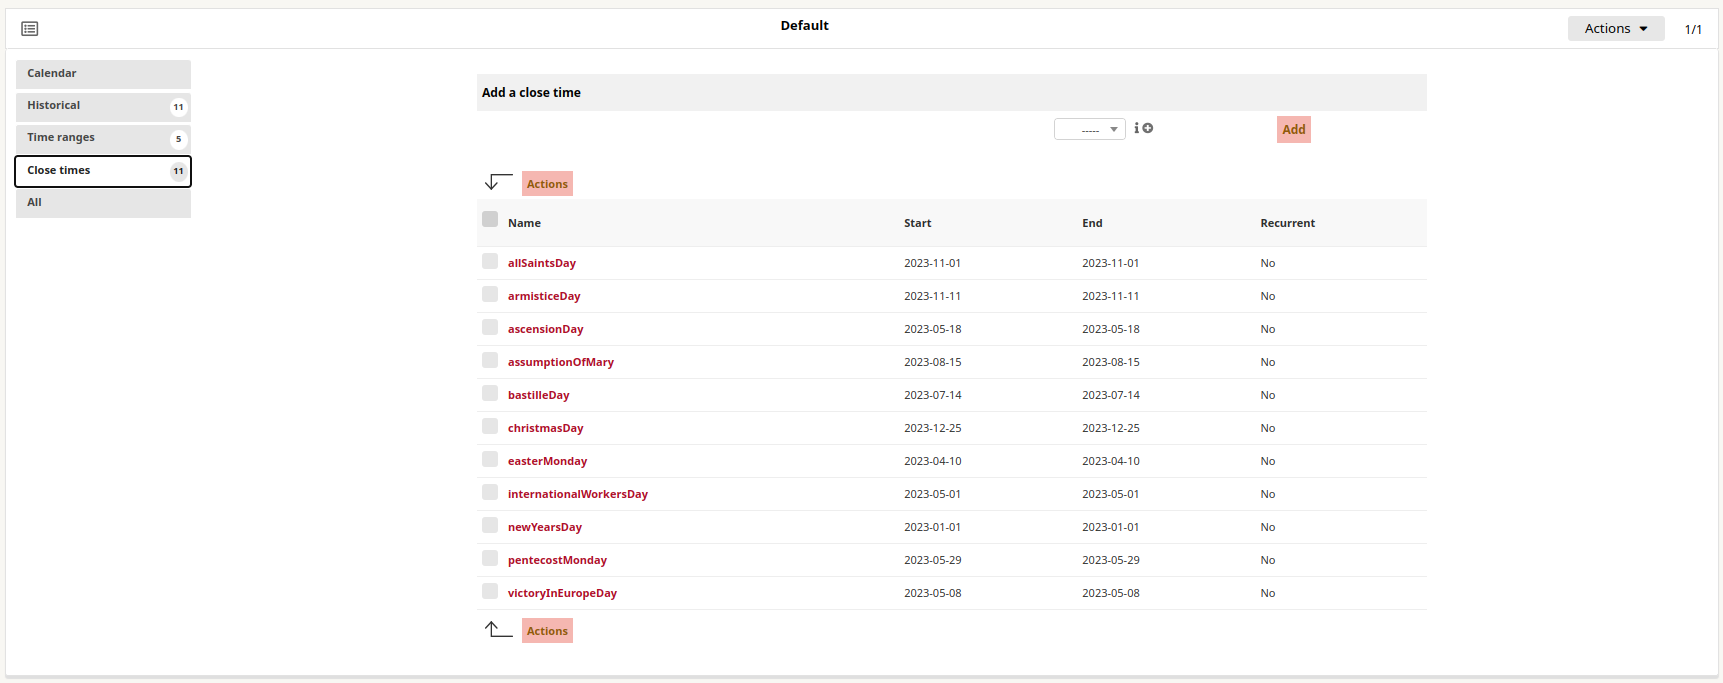 Default
Actions
1/1
Calendar
Historical 11
Time ranges 5
Close times 11
All
Add a close time
-----
Add
Actions
Name Start End Recurrent
allSaintsDay 2023-11-01 2023-11-01 No
armisticeDay 2023-11-11 2023-11-11 No
ascensionDay 2023-05-18 2023-05-18 No
assumptionOfMary 2023-08-15 2023-08-15 No
bastilleDay 2023-07-14 2023-07-14 No
christmasDay 2023-12-25 2023-12-25 No
easterMonday 2023-04-10 2023-04-10 No
internationalWorkersDay 2023-05-01 2023-05-01 No
newYearsDay 2023-01-01 2023-01-01 No
pentecostMonday 2023-05-29 2023-05-29 No
victoryInEuropeDay 2023-05-08 2023-05-08 No
Actions